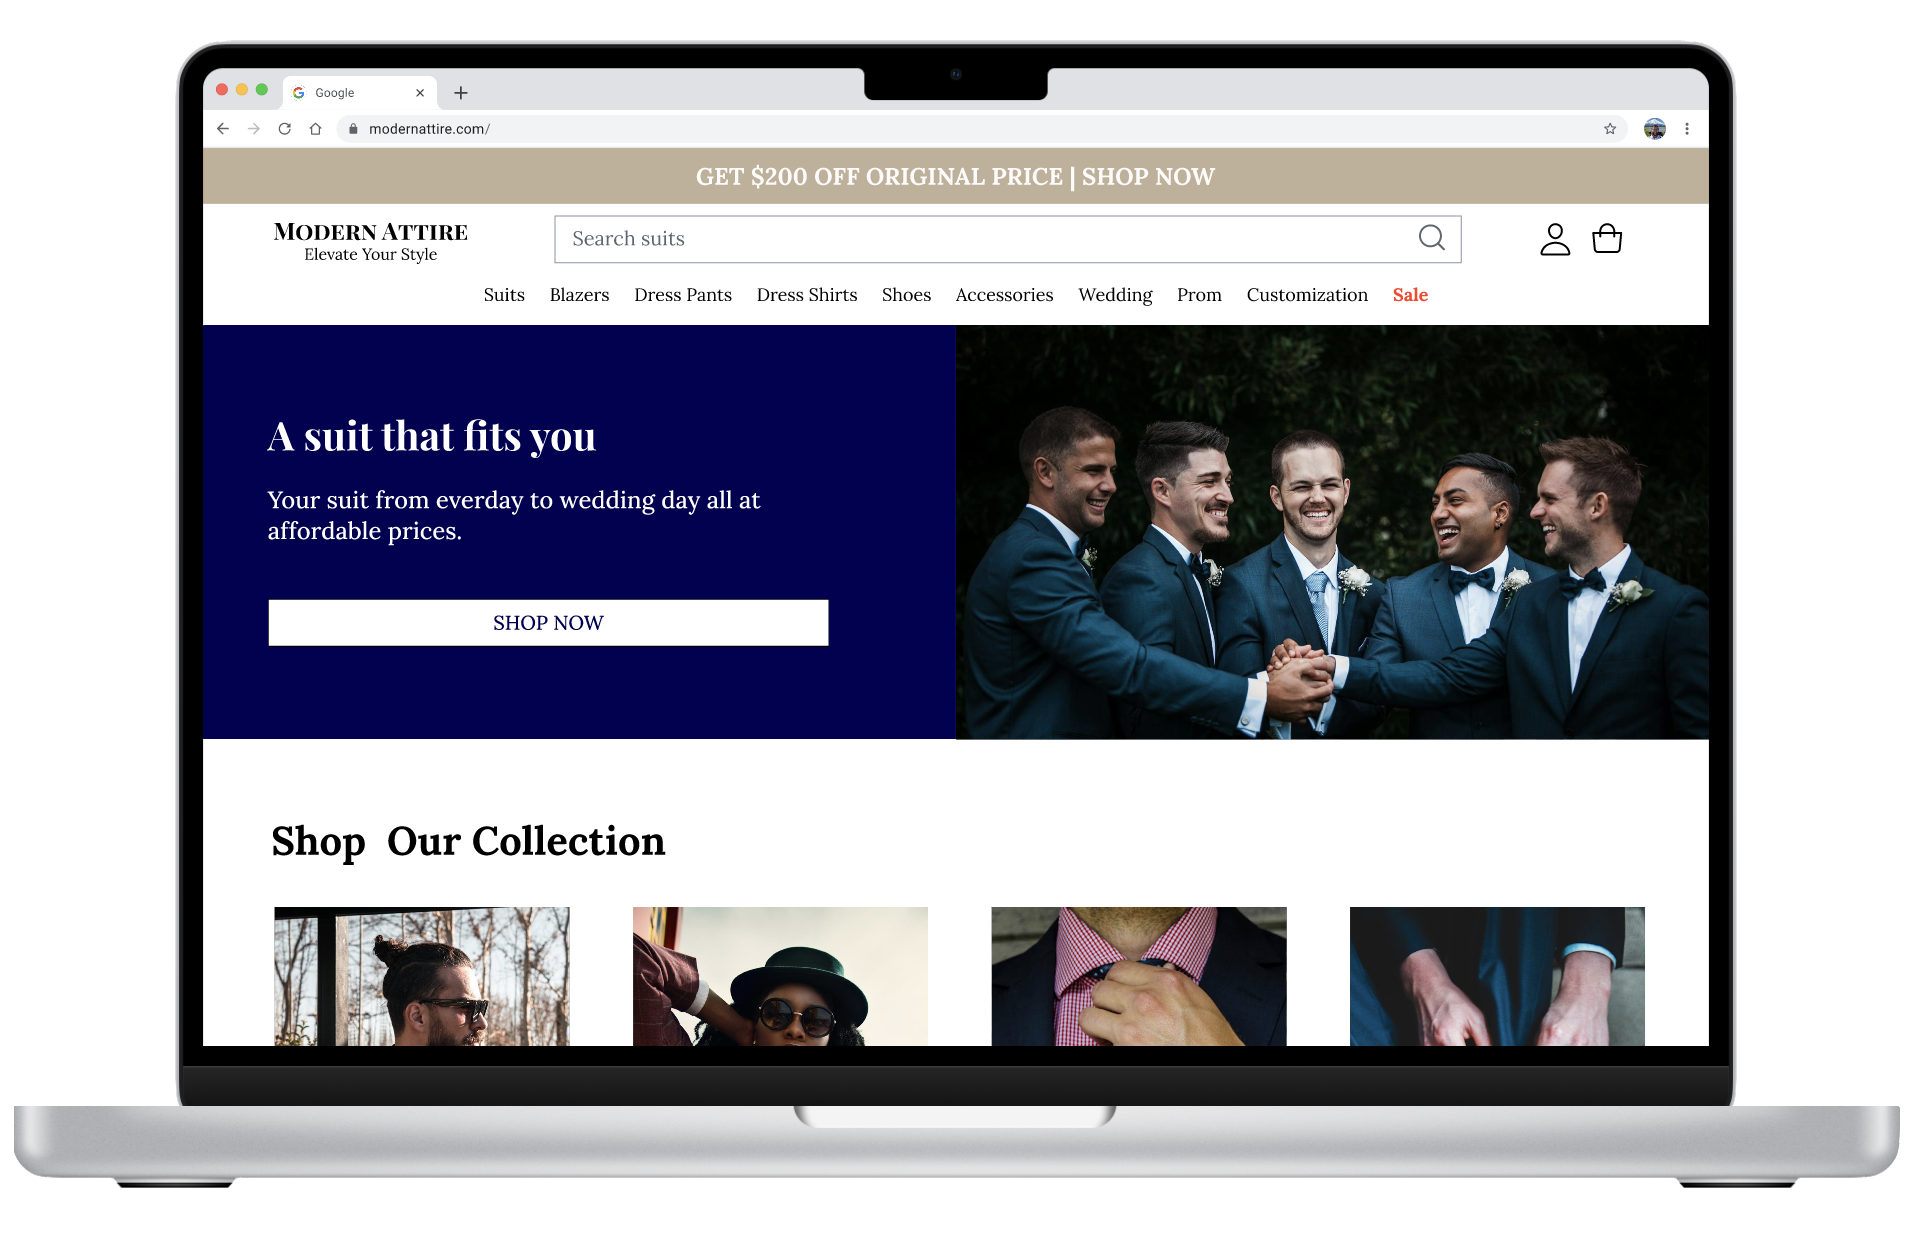 Google
modernattire.com/
GET $200 OFF ORIGINAL PRICE | SHOP NOW
MODERN ATTIRE
Elevate Your Style
Search suits
Suits Blazers Dress Pants Dress Shirts Shoes Accessories Wedding Prom Customization Sale
A suit that fits you
Your suit from everday to wedding day all at
affordable prices.
SHOP NOW
Shop  Our Collection